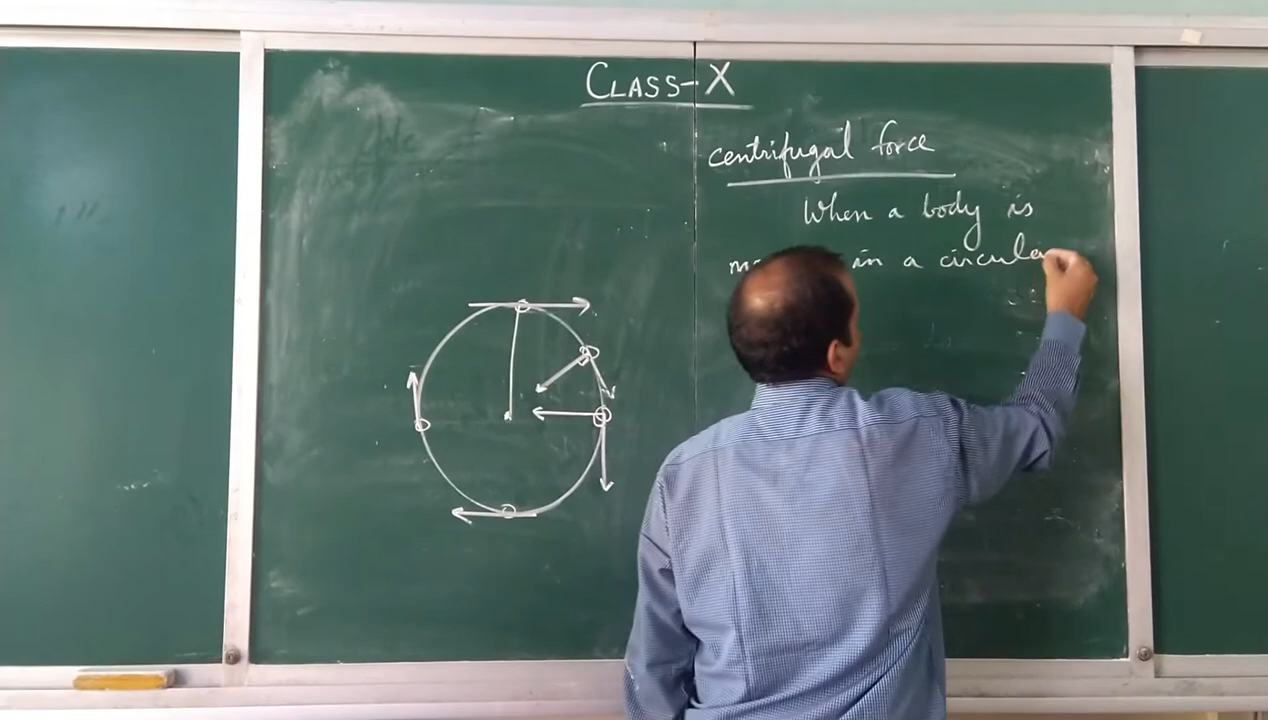 CLASS-X
centrifugal force
When a body is
in a circula